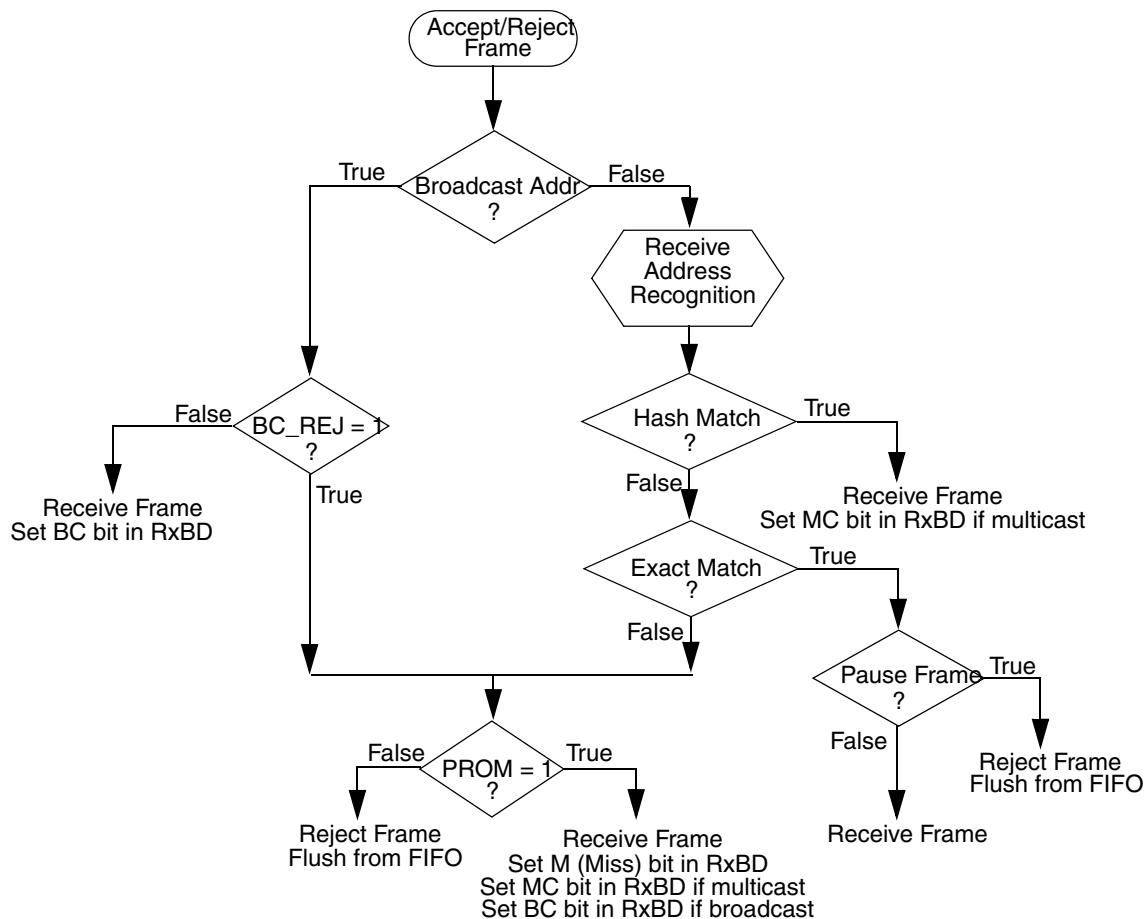 Accept/Reject
Frame
True
False
Broadcast Addr
?
Receive
Address
Recognition
False
BC_REJ = 1
?
True
Hash Match
?
True
False
Receive Frame
Set BC bit in RxBD
Receive Frame
Set MC bit in RxBD if multicast
Exact Match
?
True
False
Pause Frame
?
True
False
False
PROM = 1
?
True
Reject Frame
Flush from FIFO
Receive Frame
Reject Frame
Flush from FIFO
Receive Frame
Set M (Miss) bit in RxBD
Set MC bit in RxBD if multicast
Set BC bit in RxBD if broadcast